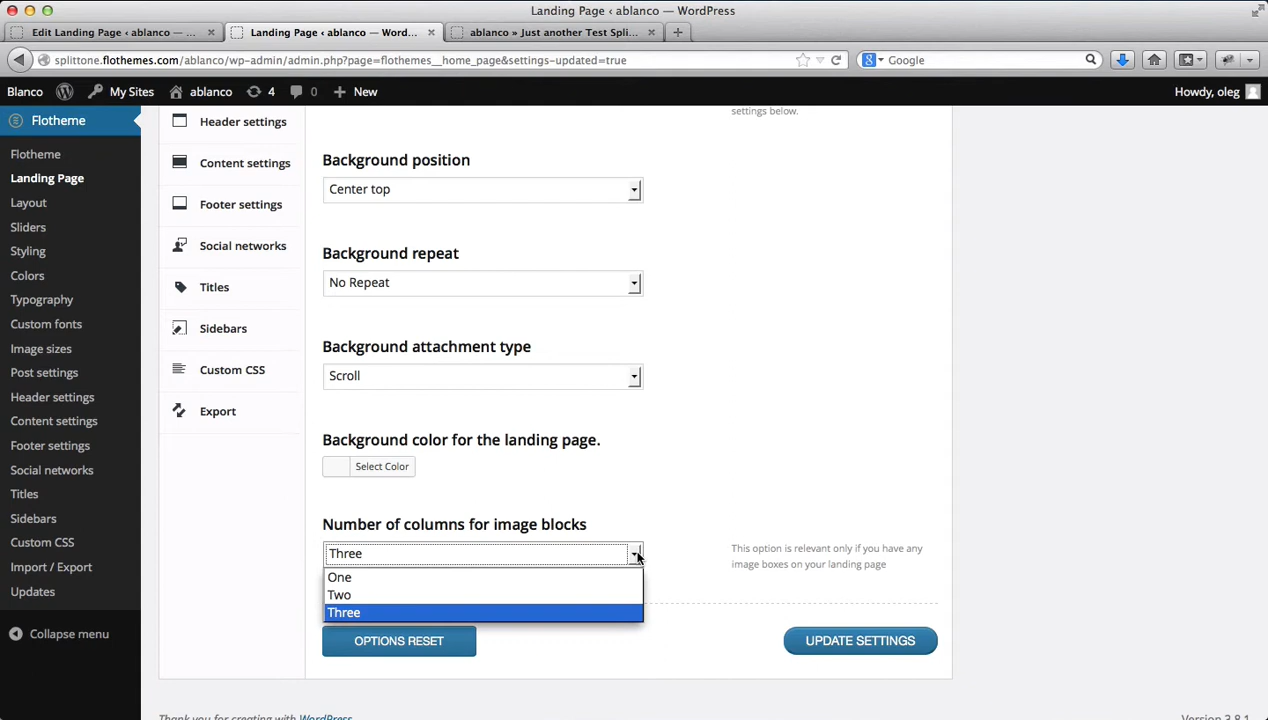 Landing Page ‹ ablanco — WordPress
Edit Landing Page ‹ ablanco — ...
Landing Page ‹ ablanco — Word...
ablanco » Just another Test Spli...
splittone.flothemes.com/ablanco/wp-admin/admin.php?page=flothemes__home_page&settings-updated=true
Google
Blanco
My Sites
ablanco
4
0
New
Howdy, oleg
Flotheme
Flotheme
Landing Page
Layout
Sliders
Styling
Colors
Typography
Custom fonts
Image sizes
Post settings
Header settings
Content settings
Footer settings
Social networks
Titles
Sidebars
Custom CSS
Import / Export
Updates
Collapse menu
Header settings
Content settings
Footer settings
Social networks
Titles
Sidebars
Custom CSS
Export
settings below.
Background position
Center top
Background repeat
No Repeat
Background attachment type
Scroll
Background color for the landing page.
Select Color
Number of columns for image blocks
Three
One
Two
Three
This option is relevant only if you have any
image boxes on your landing page
OPTIONS RESET
UPDATE SETTINGS
Thank you for creating with WordPress
Version 3.8.1